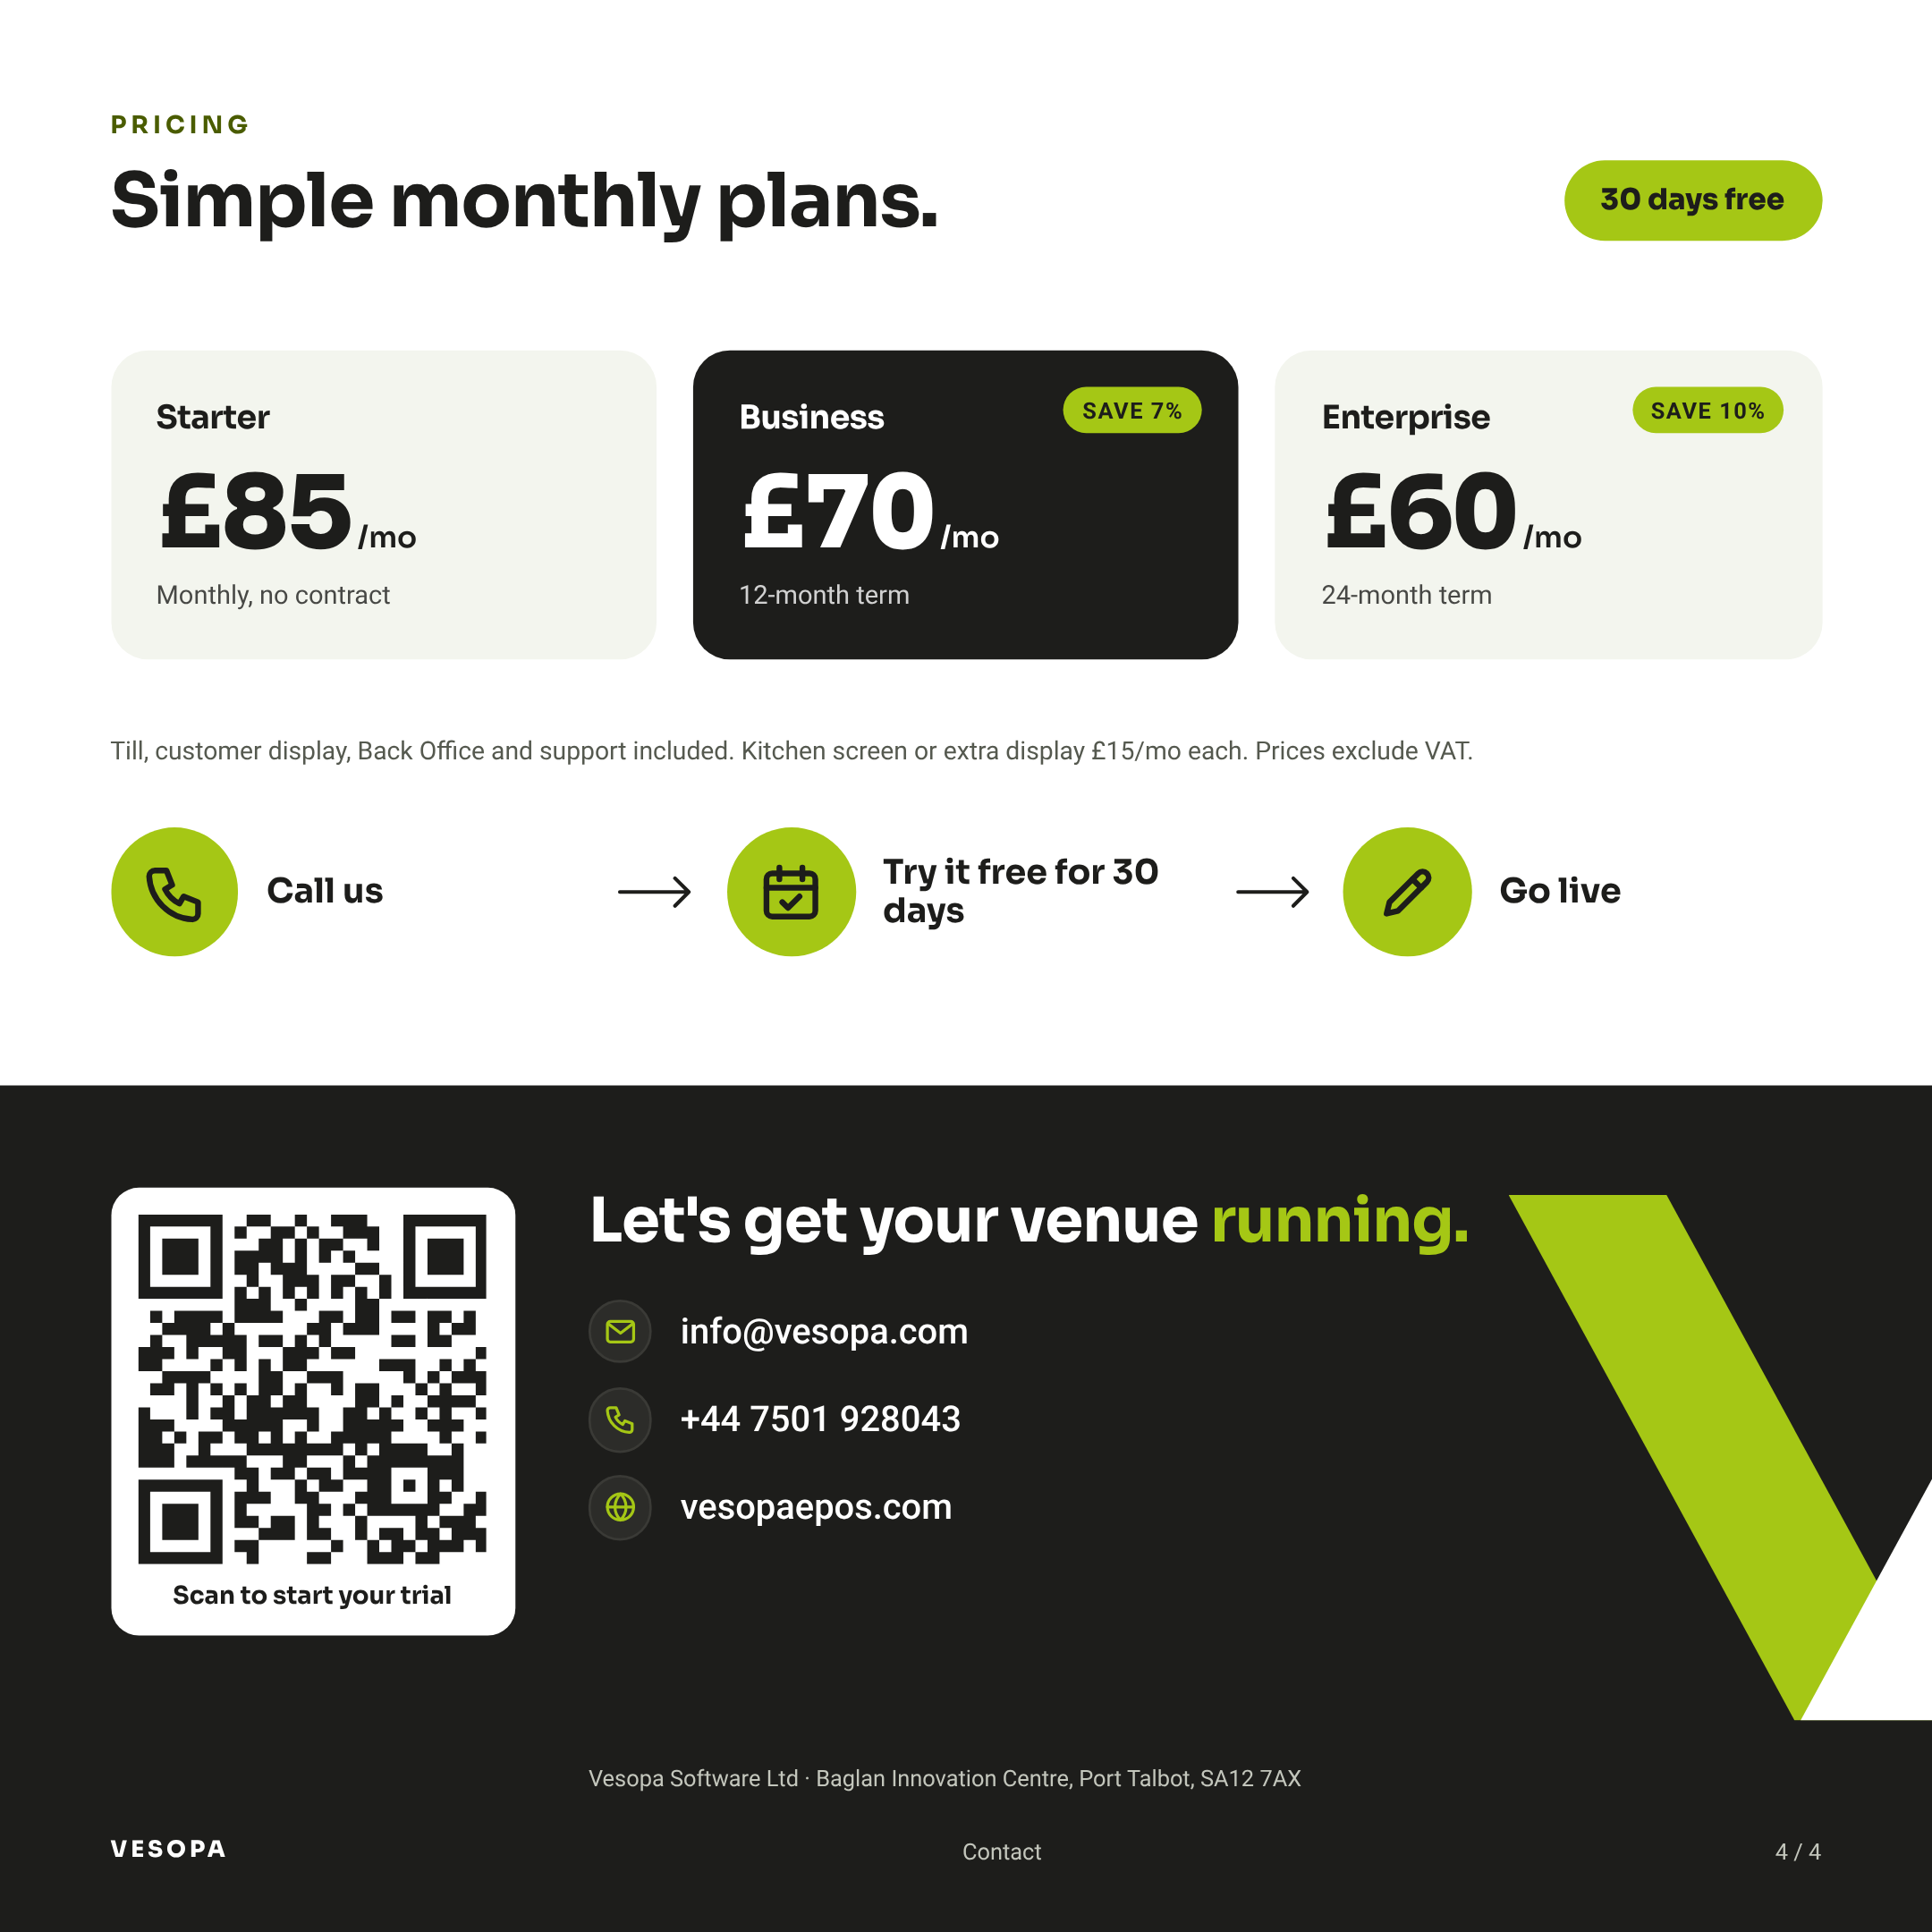 PRICING
Simple monthly plans.
30 days free
Starter
£85/mo
Monthly, no contract
Business
SAVE 7%
£70/mo
12-month term
Enterprise
SAVE 10%
£60/mo
24-month term
Till, customer display, Back Office and support included. Kitchen screen or extra display £15/mo each. Prices exclude VAT.
Call us
Try it free for 30
days
Go live
Scan to start your trial
Let's get your venue running.
info@vesopa.com
+44 7501 928043
vesopaepos.com
Vesopa Software Ltd · Baglan Innovation Centre, Port Talbot, SA12 7AX
VESOPA
Contact
4 / 4